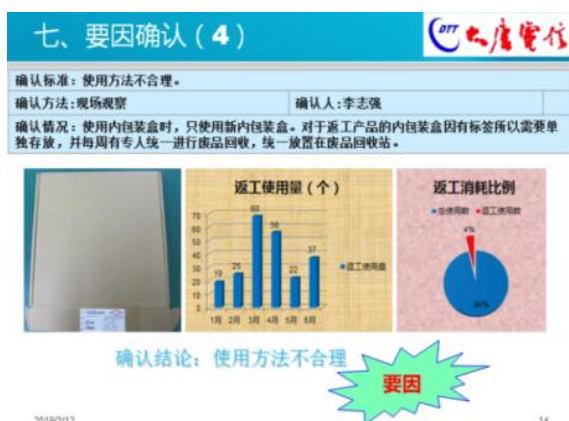 七、要因确认（4）
DTT 大唐电信
确认标准：使用方法不合理。
确认方法：现场观察
确认人：李志强
确认情况：使用内包装盒时，只使用新内包装盒。对于返工产品的内包装盒因有标签所以需要单
独存放，并每周有专人统一进行废品回收，统一放置在废品回收站。
返工使用量（个）
70
60
50
40
30
20
10
0
19
25
69
56
22
37
1月 2月 3月 4月 5月 6月
返工使用量
返工消耗比例
总使用数 返工使用数
4%
96%
确认结论：使用方法不合理
要因
2019/5/12
14